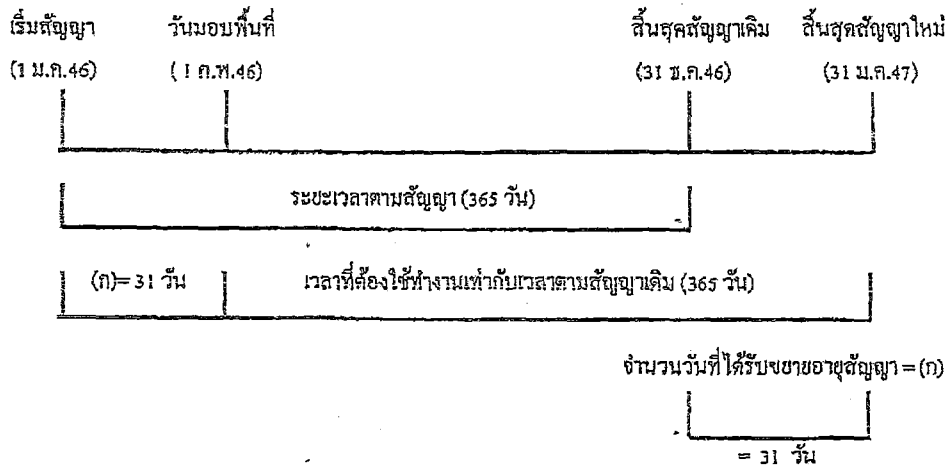 เริ่มสัญญา วันมอบพื้นที่ สิ้นสุดสัญญาเดิม สิ้นสุดสัญญาใหม่
(1 ม.ค.46) (1 ก.พ.46) (31 ธ.ค.46) (31 ม.ค.47)
ระยะเวลาตามสัญญา (365 วัน)
(ก)= 31 วัน เวลาที่ต้องใช้ทำงานเท่ากับเวลาตามสัญญาเดิม (365 วัน)
จำนวนวันที่ได้รับขยายอายุสัญญา = (ก)
= 31 วัน